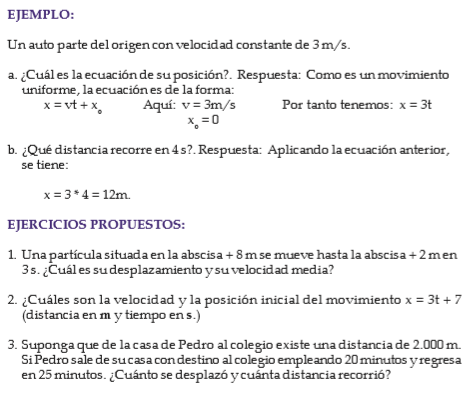 EJEMPLO:
Un auto parte del origen con velocidad constante de 3 m/s.
a. ¿Cuál es la ecuación de su posición?. Respuesta: Como es un movimiento
uniforme, la ecuación es de la forma:
x = vt + x₀ Aquí: v = 3m/s Por tanto tenemos: x = 3t
x₀ = 0
b. ¿Qué distancia recorre en 4 s?. Respuesta: Aplicando la ecuación anterior,
se tiene:
x = 3 * 4 = 12m.
EJERCICIOS PROPUESTOS:
1. Una partícula situada en la abscisa + 8 m se mueve hasta la abscisa + 2 m en
3 s. ¿Cuál es su desplazamiento y su velocidad media?
2. ¿Cuáles son la velocidad y la posición inicial del movimiento x = 3t + 7
(distancia en m y tiempo en s.)
3. Suponga que de la casa de Pedro al colegio existe una distancia de 2.000 m.
Si Pedro sale de su casa con destino al colegio empleando 20 minutos y regresa
en 25 minutos. ¿Cuánto se desplazó y cuánta distancia recorrió?